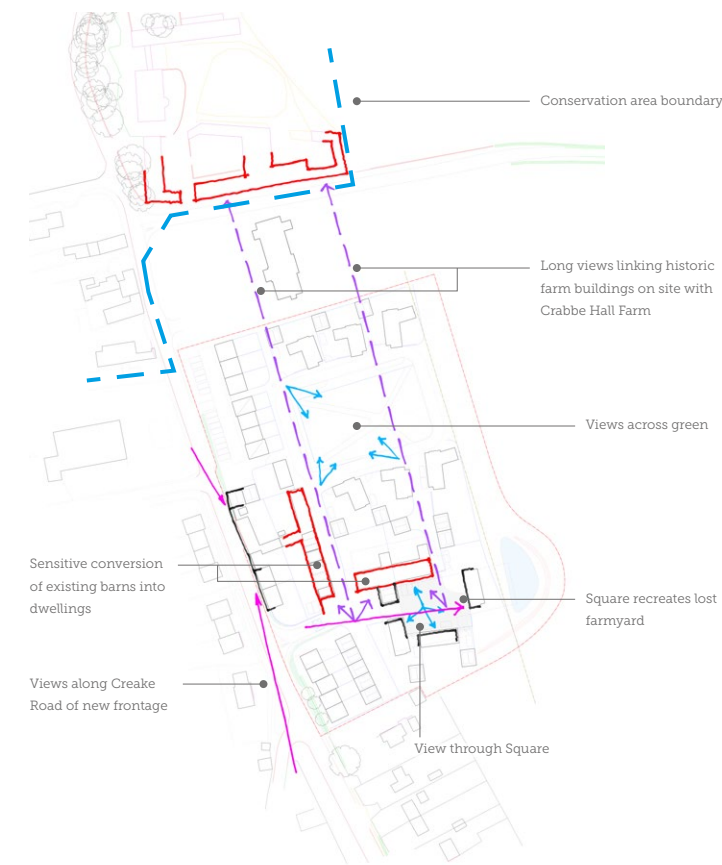 Conservation area boundary
Long views linking historic
farm buildings on site with
Crabbe Hall Farm
Views across green
Sensitive conversion
of existing barns into
dwellings
Square recreates lost
farmyard
Views along Creake
Road of new frontage
View through Square